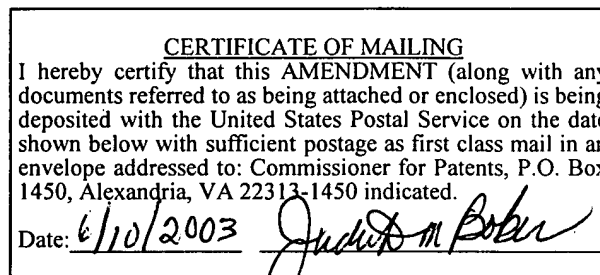 CERTIFICATE OF MAILING
I hereby certify that this AMENDMENT (along with any
documents referred to as being attached or enclosed) is being
deposited with the United States Postal Service on the date
shown below with sufficient postage as first class mail in an
envelope addressed to: Commissioner for Patents, P.O. Box
1450, Alexandria, VA 22313-1450 indicated.
Date: 6/10/2003 Judith M Bober